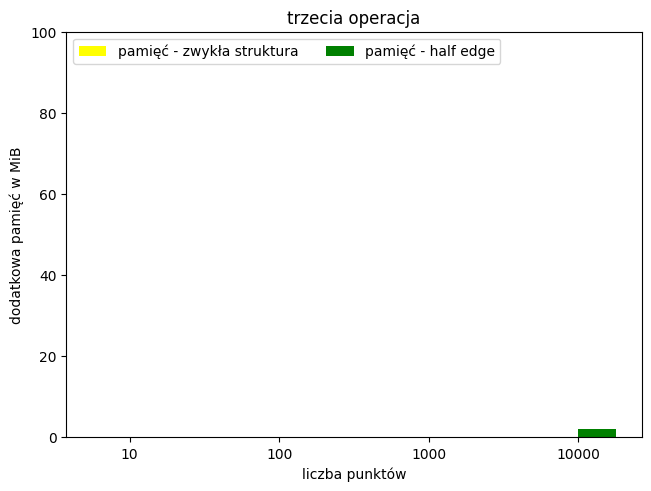 trzecia operacja
pamięć - zwykła struktura
pamięć - half edge
dodatkowa pamięć w MiB
100
80
60
40
20
0
10
100
1000
10000
liczba punktów